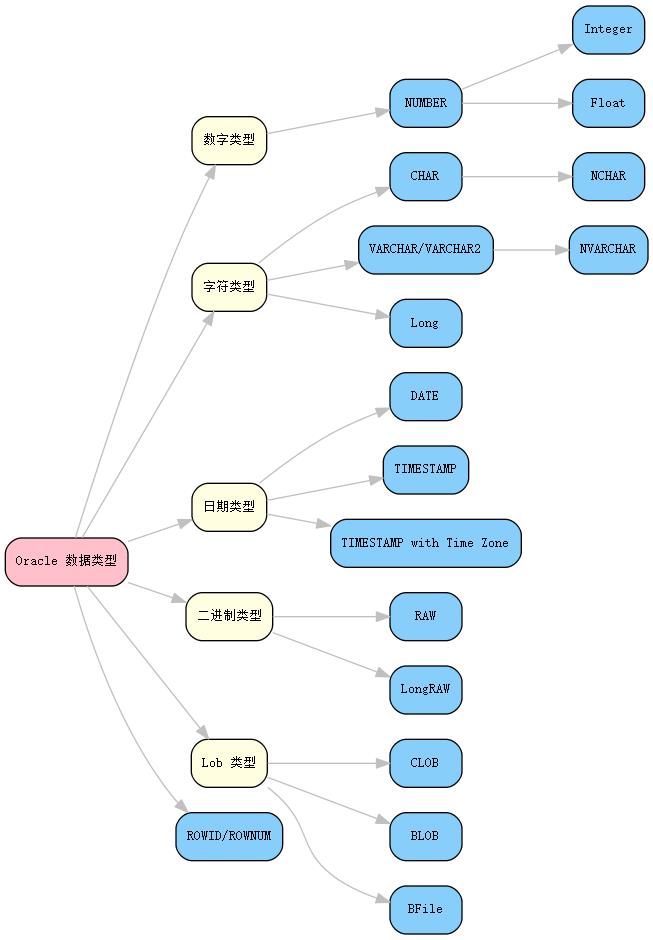 Oracle 数据类型
数字类型
NUMBER
Integer
Float
字符类型
CHAR
NCHAR
VARCHAR/VARCHAR2
NVARCHAR
Long
日期类型
DATE
TIMESTAMP
TIMESTAMP with Time Zone
二进制类型
RAW
LongRAW
Lob 类型
CLOB
BLOB
BFile
ROWID/ROWNUM